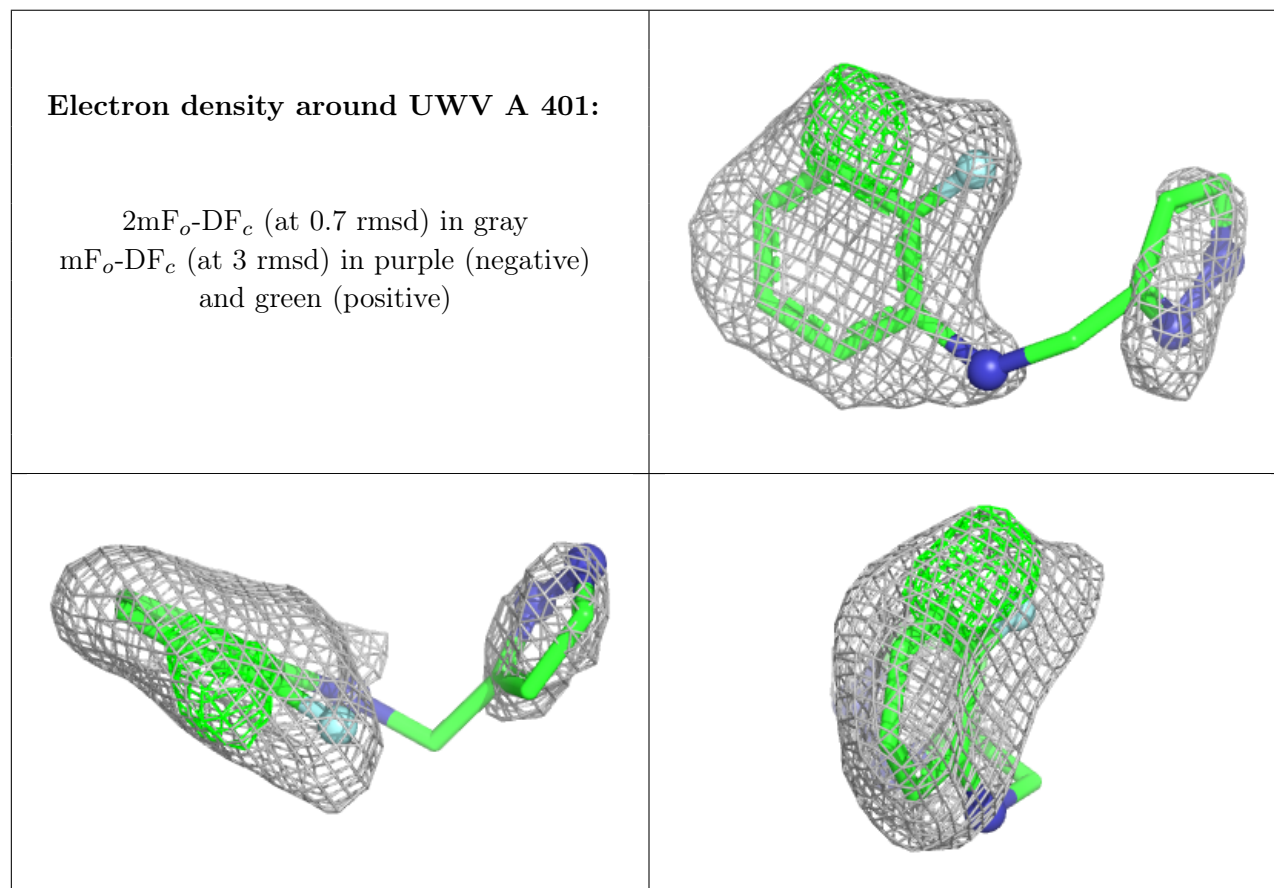 Electron density around UWV A 401:
2mFo-DFc (at 0.7 rmsd) in gray
mFo-DFc (at 3 rmsd) in purple (negative)
and green (positive)